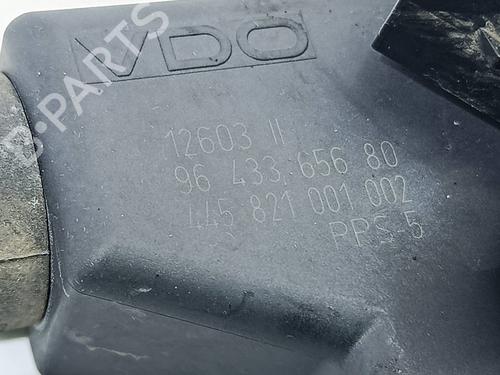 VDO
B-PARTS
12603 II
96 433 656 80
445 821 001 002
PPS-5